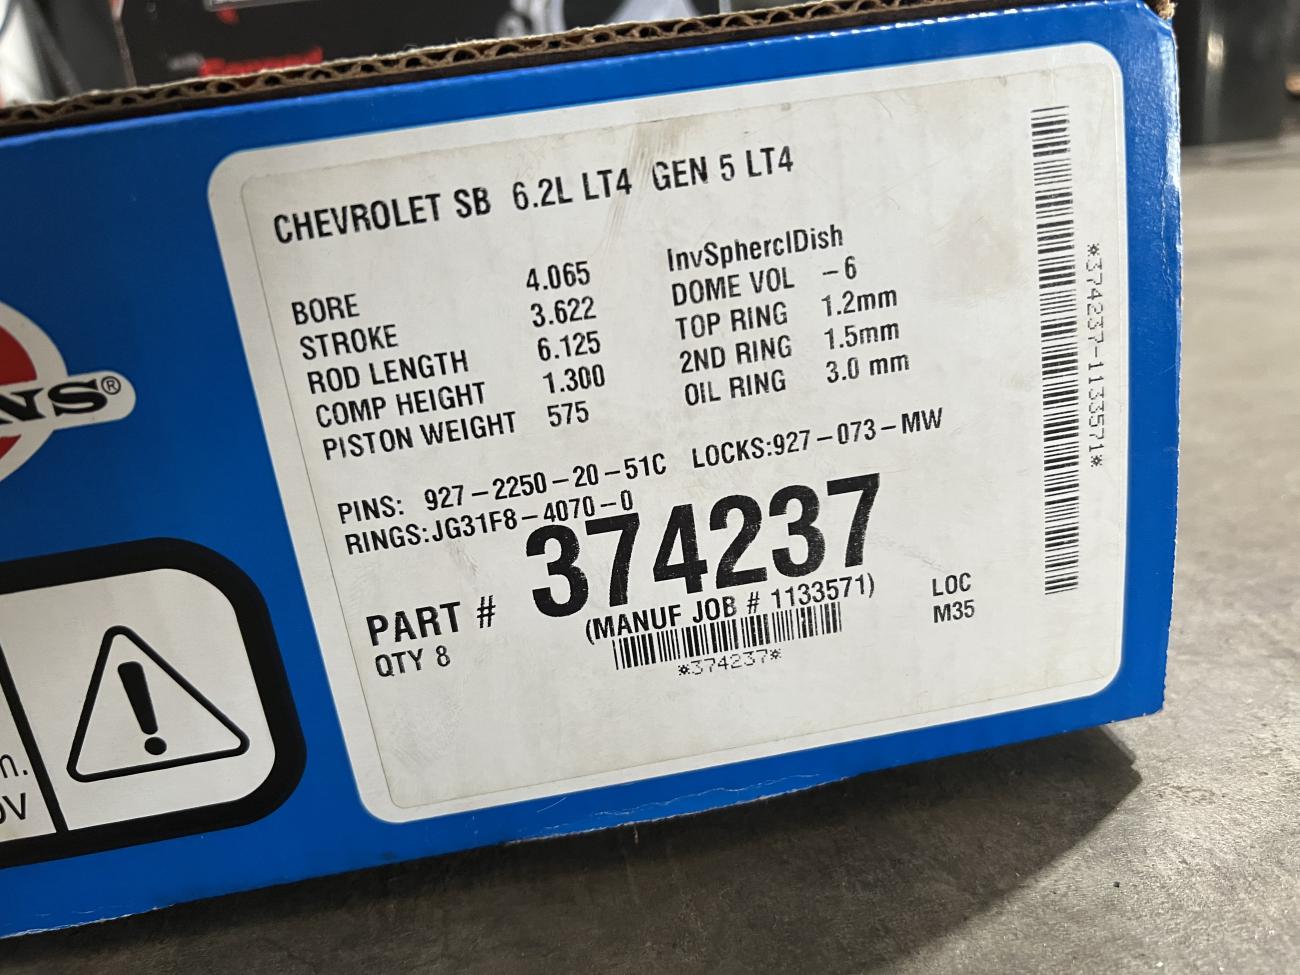 CHEVROLET SB 6.2L LT4 GEN 5 LT4
BORE 4.065
STROKE 3.622
ROD LENGTH 6.125
COMP HEIGHT 1.300
PISTON WEIGHT 575
InvSpherclDish
DOME VOL -6
TOP RING 1.2mm
2ND RING 1.5mm
OIL RING 3.0 mm
PINS: 927-2250-20-51C LOCKS:927-073-MW
RINGS:JG31F8-4070-0
PART # 374237
(MANUF JOB # 1133571)
QTY 8
*374237*
LOC
M35
*374237-1133571*
NS®
n.
OV